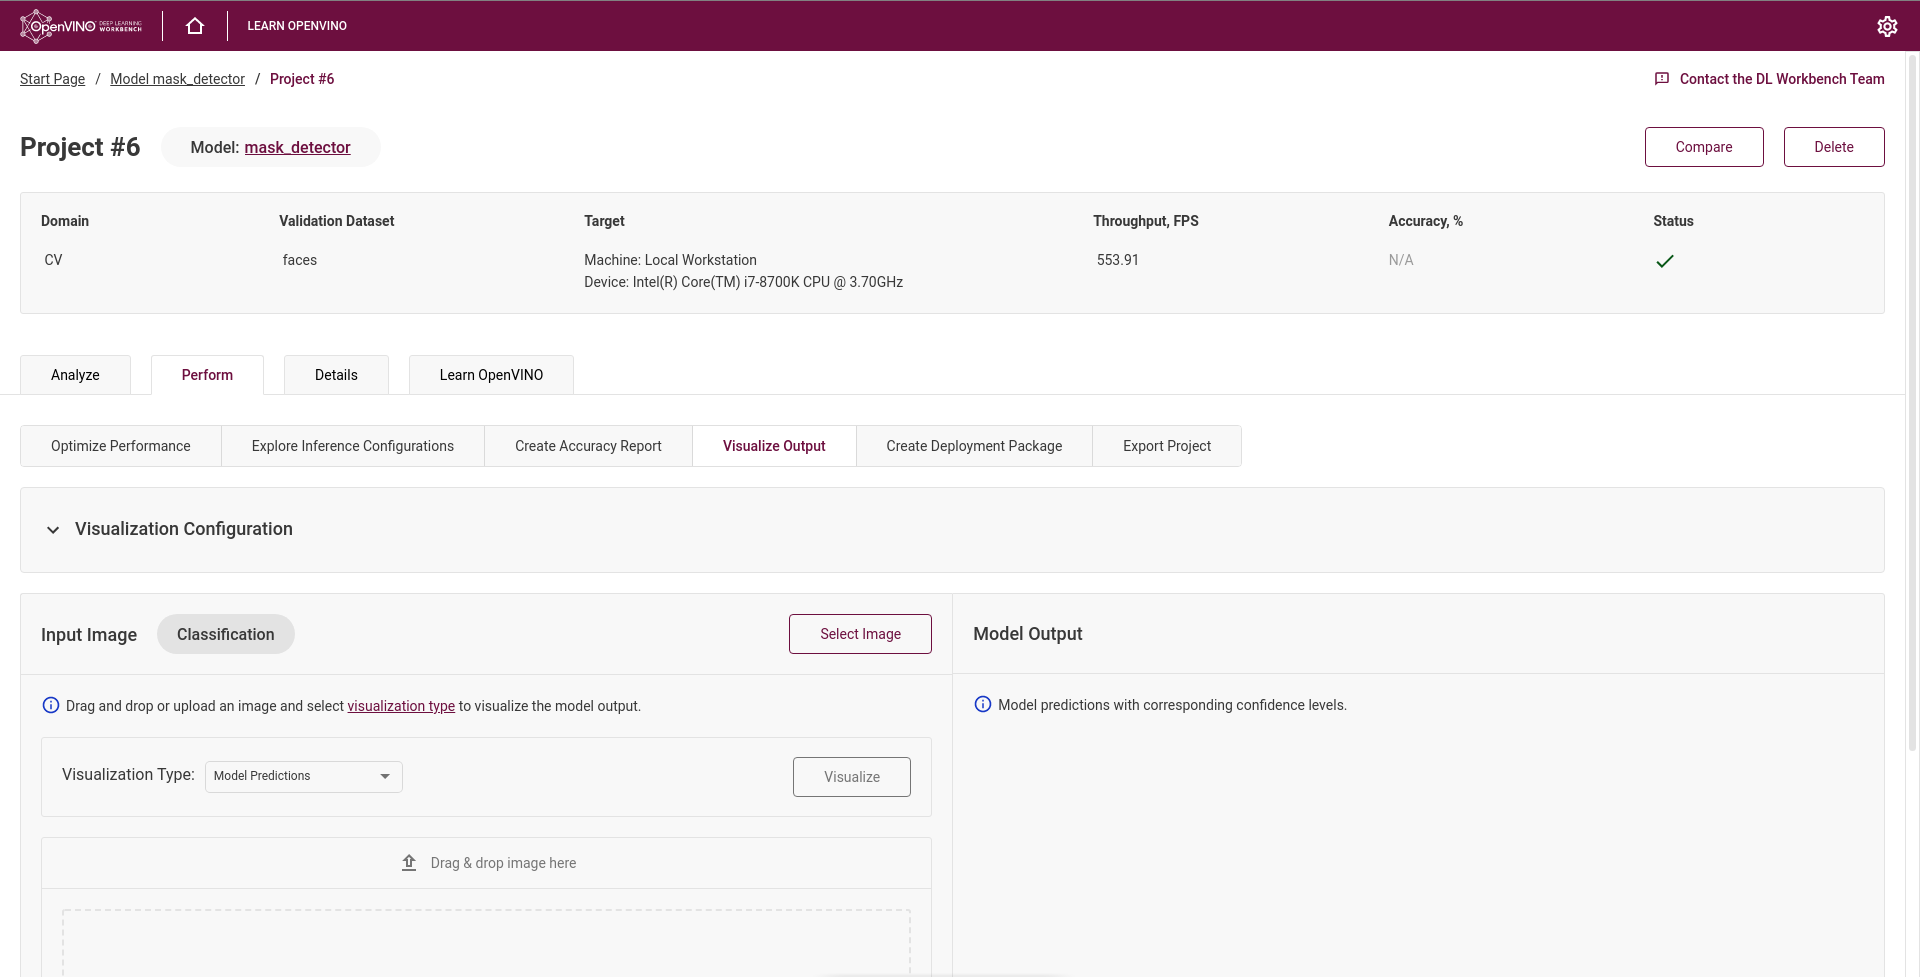 OpenVINO DEEP LEARNING WORKBENCH LEARN OPENVINO
Start Page / Model mask_detector / Project #6 Contact the DL Workbench Team
Project #6 Model: mask_detector Compare Delete
Domain Validation Dataset Target Throughput, FPS Accuracy, % Status
CV faces Machine: Local Workstation 553.91 N/A
Device: Intel(R) Core(TM) i7-8700K CPU @ 3.70GHz
Analyze Perform Details Learn OpenVINO
Optimize Performance Explore Inference Configurations Create Accuracy Report Visualize Output Create Deployment Package Export Project
Visualization Configuration
Input Image Classification Select Image Model Output
Drag and drop or upload an image and select visualization type to visualize the model output. Model predictions with corresponding confidence levels.
Visualization Type: Model Predictions Visualize
Drag & drop image here